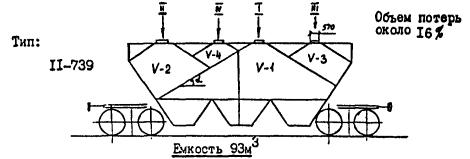 II IV I III
570
Объем потерь
около 16%
Тип:
II-739
V-2
V-4
V-1
V-3
α
Емкость 93м³